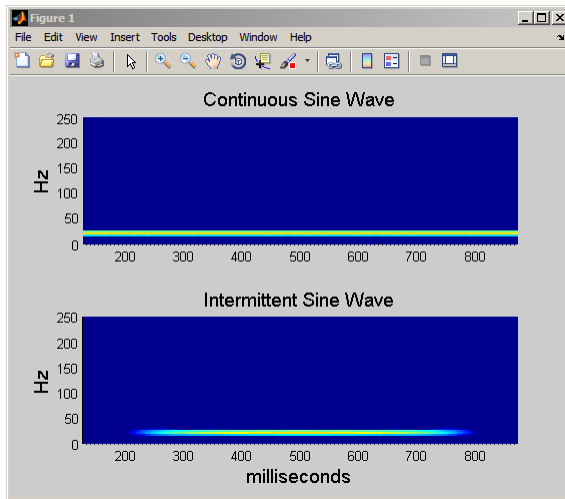 Figure 1
File Edit View Insert Tools Desktop Window Help
Continuous Sine Wave
250
200
150
100
50
0
Hz
200 300 400 500 600 700 800
Intermittent Sine Wave
250
200
150
100
50
0
Hz
200 300 400 500 600 700 800
milliseconds